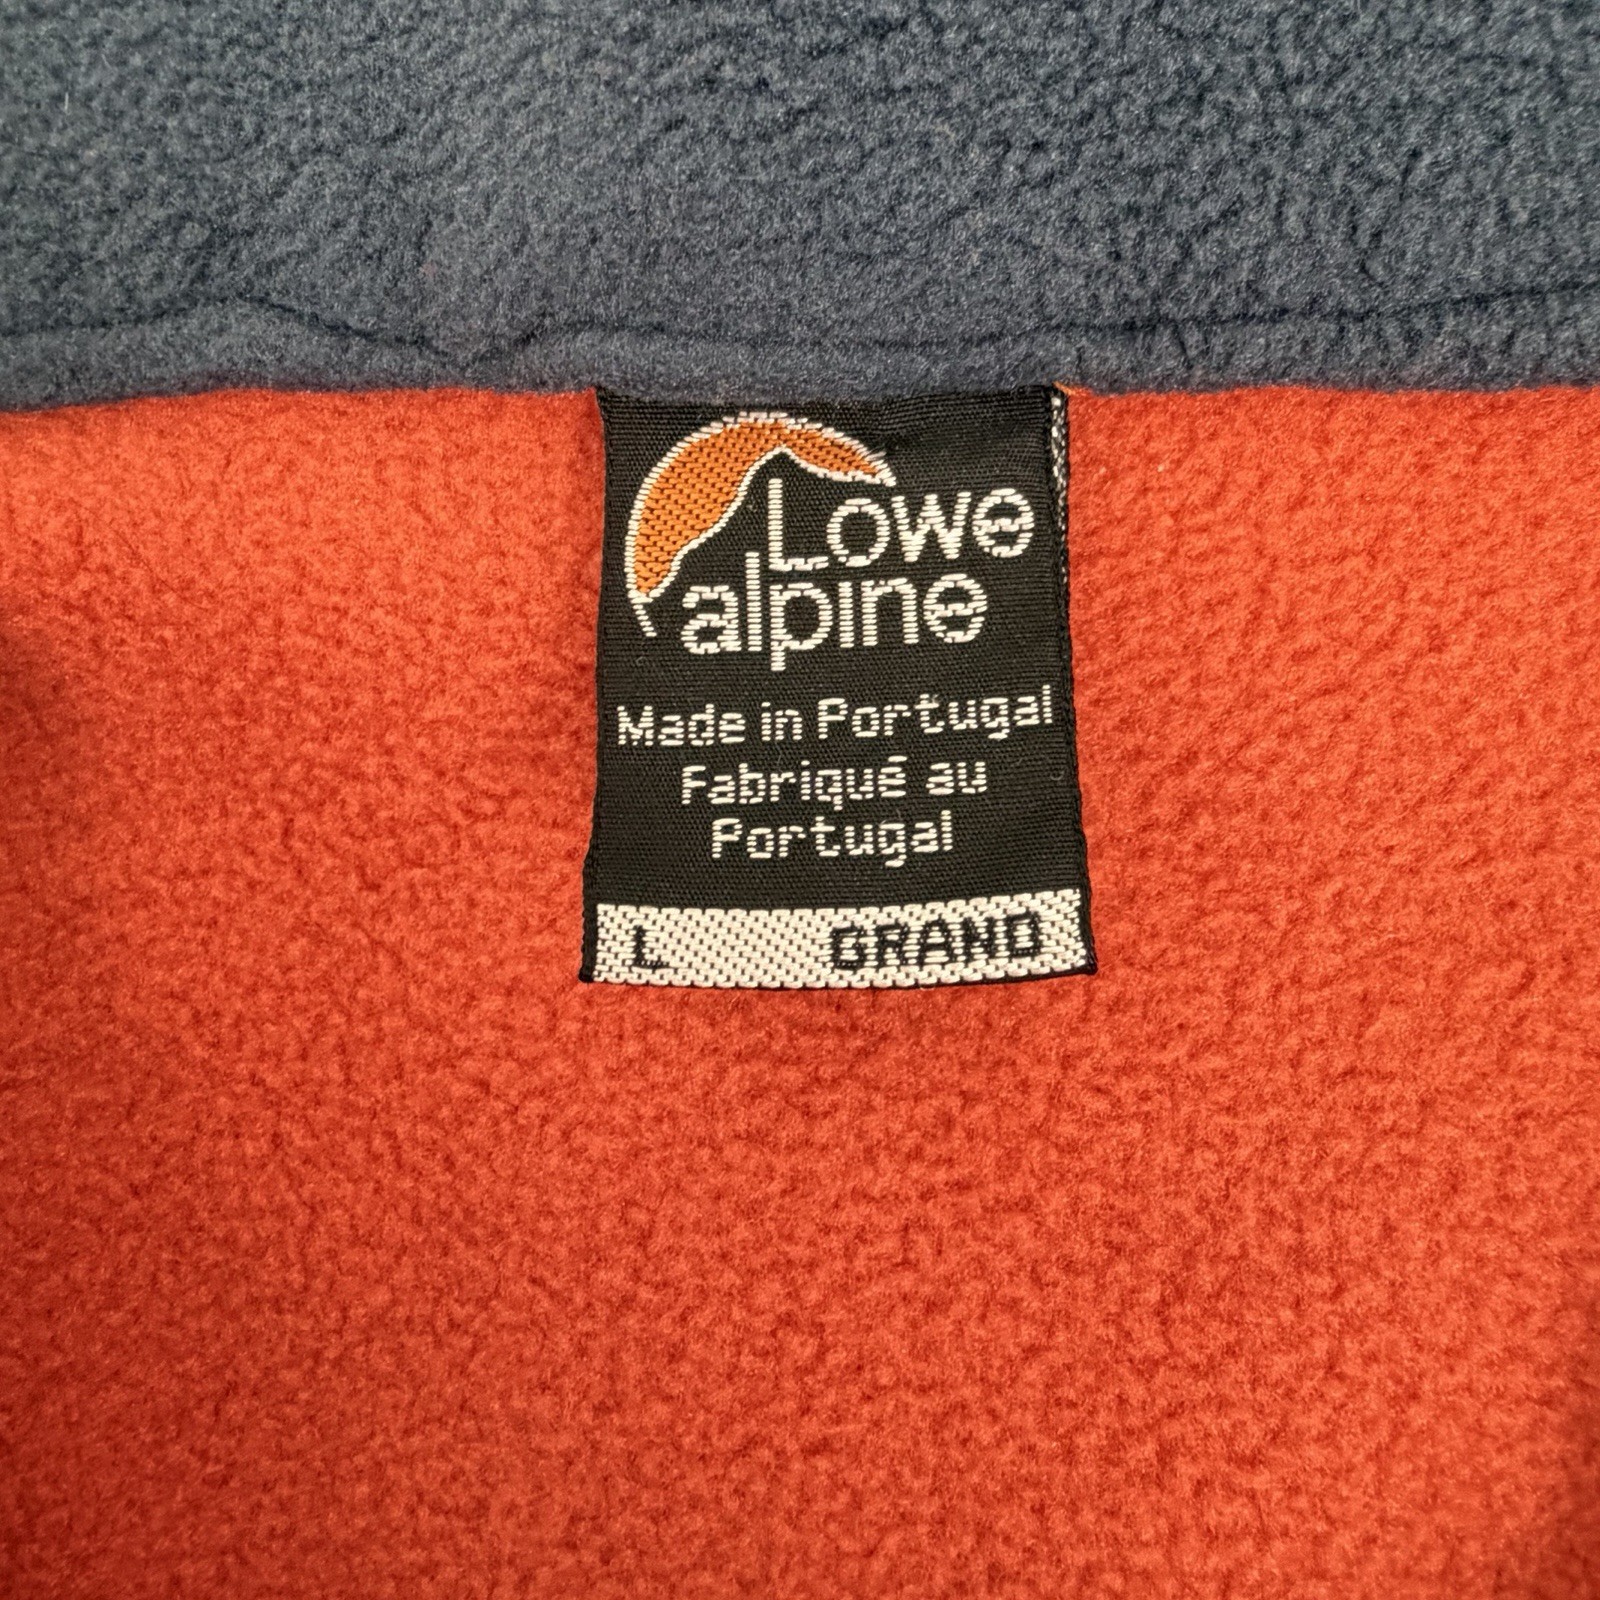 Lowe
alpine
Made in Portugal
Fabriqué au
Portugal
L GRAND